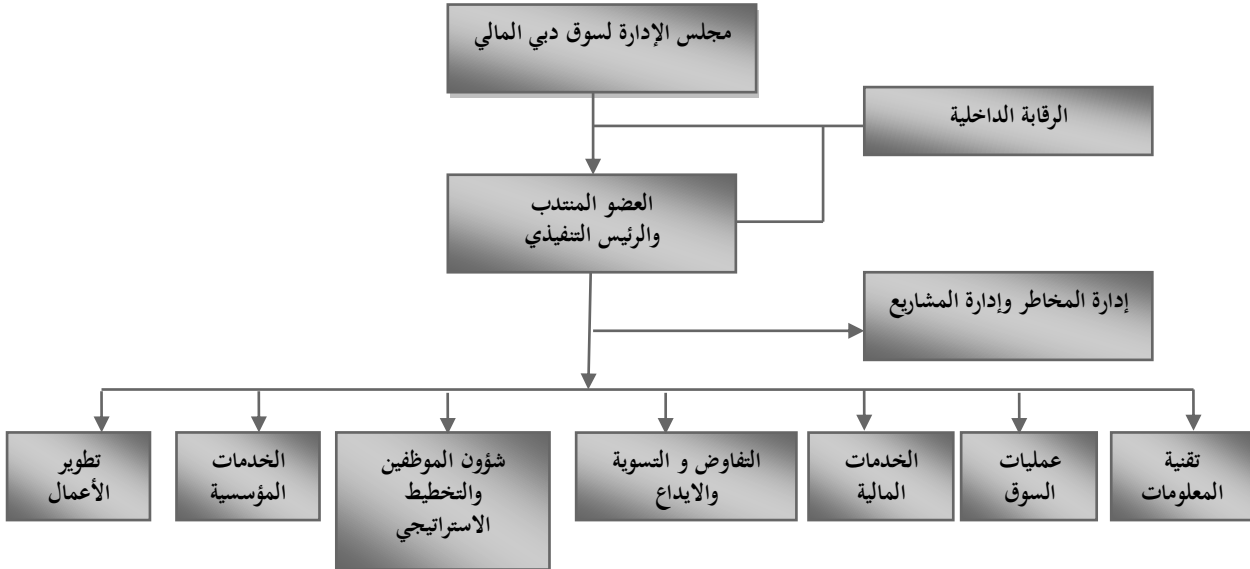 مجلس الإدارة لسوق دبي المالي
الرقابة الداخلية
العضو المنتدب
والرئيس التنفيذي
إدارة المخاطر وإدارة المشاريع
تقنية
المعلومات
عمليات
السوق
الخدمات
المالية
التفاوض و التسوية
والايداع
شؤون الموظفين
والتخطيط
الاستراتيجي
الخدمات
المؤسسية
تطوير
الأعمال